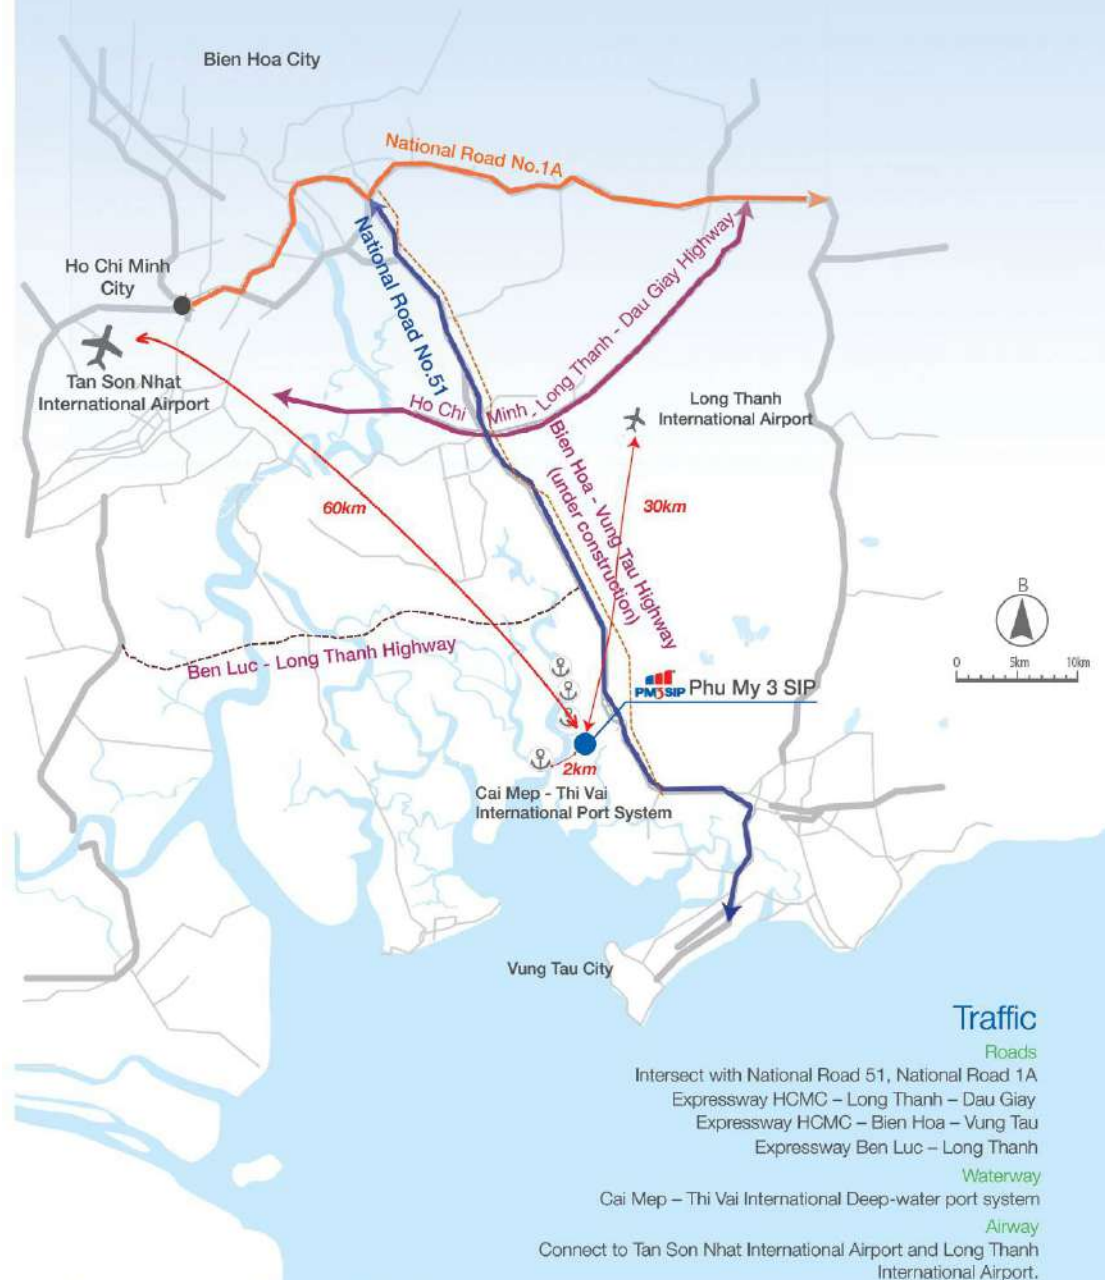 Bien Hoa City
National Road No.1A
National Road No.51
Ho Chi Minh
City
Ho Chi Minh - Long Thanh - Dau Giay Highway
Tan Son Nhat
International Airport
Long Thanh
International Airport
Bien Hoa - Vung Tau Highway
(under construction)
60km
30km
B
0 5km 10km
Ben Luc - Long Thanh Highway
PM3SIP Phu My 3 SIP
2km
Cai Mep - Thi Vai
International Port System
Vung Tau City
Traffic
Roads
Intersect with National Road 51, National Road 1A
Expressway HCMC – Long Thanh – Dau Giay
Expressway HCMC – Bien Hoa – Vung Tau
Expressway Ben Luc – Long Thanh
Waterway
Cai Mep – Thi Vai International Deep-water port system
Airway
Connect to Tan Son Nhat International Airport and Long Thanh
International Airport.